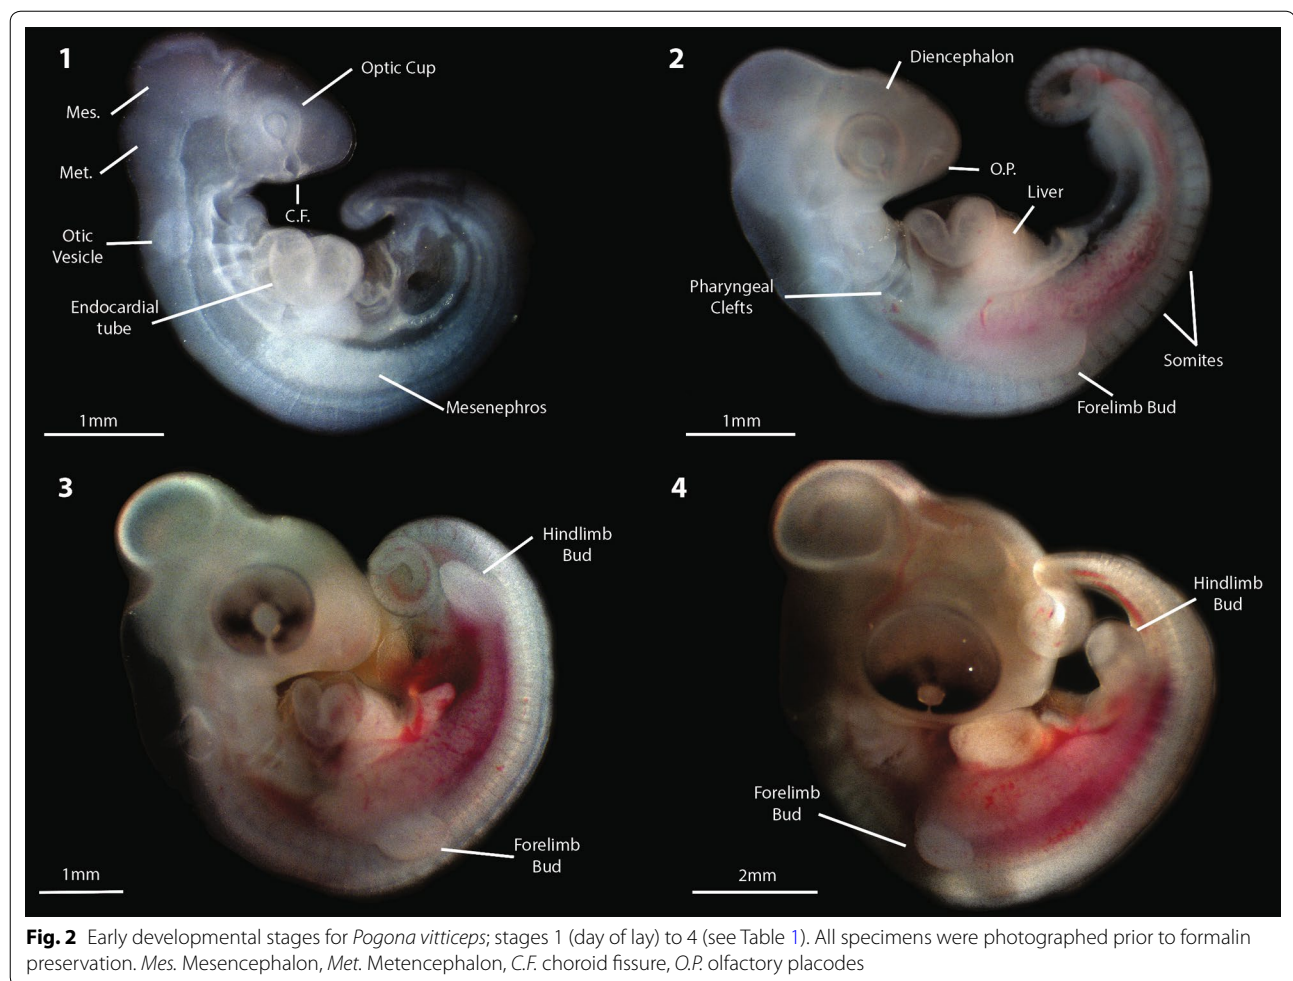 1
Optic Cup
Mes.
Met.
C.F.
Otic
Vesicle
Endocardial
tube
Mesenephros
1mm
2
Diencephalon
O.P.
Liver
Pharyngeal
Clefts
Somites
Forelimb Bud
1mm
3
Hindlimb
Bud
Forelimb
Bud
1mm
4
Hindlimb
Bud
Forelimb
Bud
2mm
Fig. 2 Early developmental stages for Pogona vitticeps; stages 1 (day of lay) to 4 (see Table 1). All specimens were photographed prior to formalin
preservation. Mes. Mesencephalon, Met. Metencephalon, C.F. choroid fissure, O.P. olfactory placodes